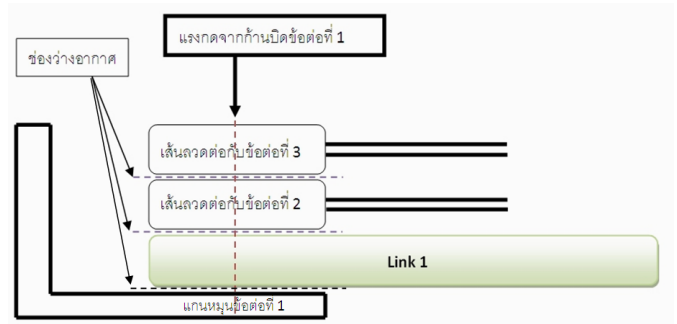 แรงกดจากก้านบิดข้อต่อที่ 1
ช่องว่างอากาศ
เส้นลวดต่อกับข้อต่อที่ 3
เส้นลวดต่อกับข้อต่อที่ 2
Link 1
แกนหมุนข้อต่อที่ 1